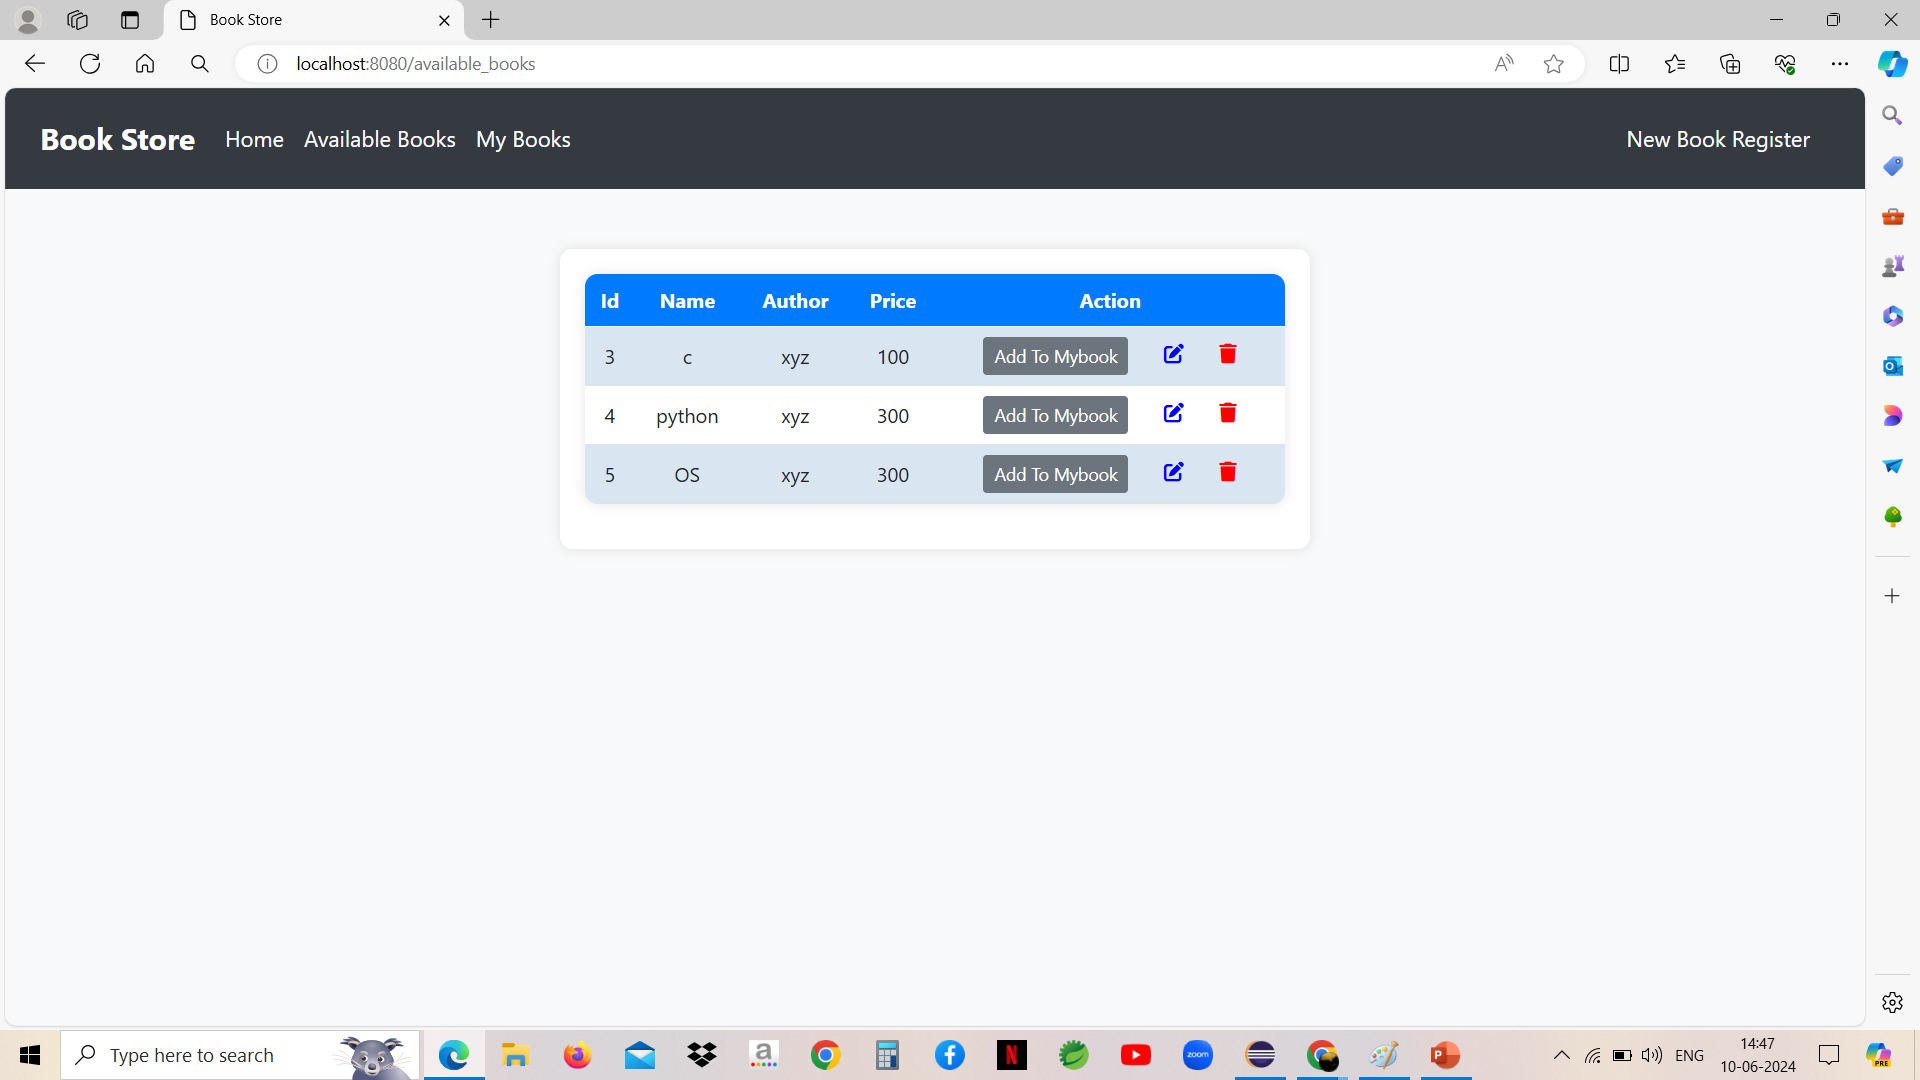 Book Store
localhost:8080/available_books
Book Store Home Available Books My Books New Book Register
Id Name Author Price Action
3 c xyz 100 Add To Mybook
4 python xyz 300 Add To Mybook
5 OS xyz 300 Add To Mybook
Type here to search
a
zoom
N
P
ENG
14:47
10-06-2024
PRE